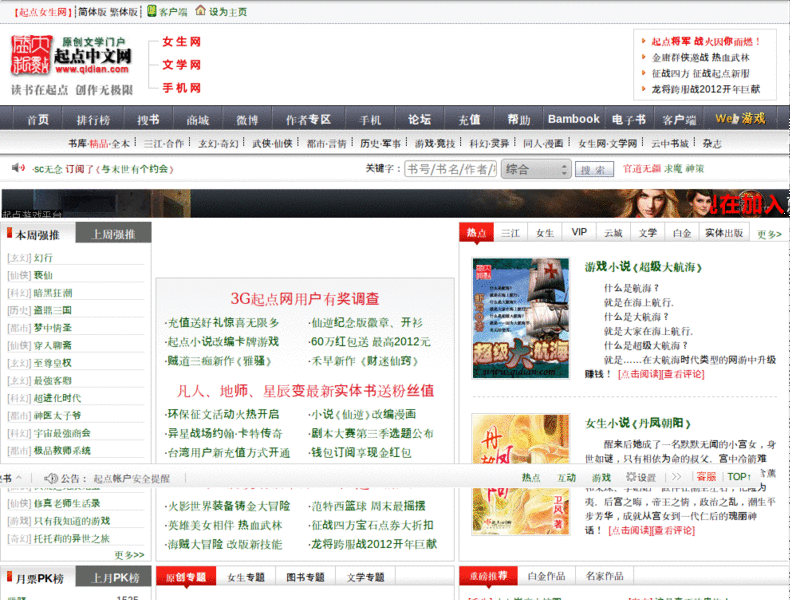 【起点女生网】 简体版 繁体版 客户端 设为主页
原创文学门户
起点中文网
www.qidian.com
读书在起点 创作无极限
女生网
文学网
手机网
起点将军 战火因你而燃！
金庸群侠邀战 热血武林
征战四方 征战起点新服
龙将跨服战2012开年巨献
首页 排行榜 搜书 商城 微博 作者专区 手机 论坛 充值 帮助 Bambook 电子书 客户端 Web游戏
书库·精品·全本 三江·合作 玄幻·奇幻 武侠·仙侠 都市·言情 历史·军事 游戏·竞技 科幻·灵异 同人·漫画 女生网·文学网 云中书城 杂志
·sc无念 订阅了《与末世有个约会》
关键字： 书号/书名/作者/ 综合 搜 索 官道无疆 求魔 神策
起点游戏平台
现在加入
本周强推 上周强推
[玄幻] 幻行
[仙侠] 亵仙
[科幻] 暗黑狂潮
[历史] 盗鼎三国
[都市] 梦中情圣
[仙侠] 穿入聊斋
[玄幻] 至尊皇权
[玄幻] 最强客卿
[科幻] 超进化时代
[都市] 神医太子爷
[科幻] 宇宙最强商会
[都市] 极品教师系统
3G起点网用户有奖调查
·充值送好礼惊喜无限多 ·仙逆纪念版徽章、开衫
·起点小说改编卡牌游戏 ·60万红包送 最高2012元
·贼道三痴新作《雅骚》 ·禾早新作《财迷仙窍》
凡人、地师、星辰变最新实体书送粉丝值
·环保征文活动火热开启 ·小说《仙逆》改编漫画
·异星战场约翰·卡特传奇 ·剧本大赛第三季选题公布
·台湾用户新充值方式开通 ·钱包订阅享现金红包
热点 三江 女生 VIP 云城 文学 白金 实体出版 更多>
游戏小说《超级大航海》
什么是航海？
就是在海上航行.
什么是大航海？
就是大家在海上航行.
什么是超级大航海？
就是……在大航海时代类型的网游中升级
赚钱！ [点击阅读][查看评论]
超级大航海
www.qidian.com
女生小说《丹凤朝阳》
醒来后她成了一名默默无闻的小宫女，身
世如谜，只有相依为命的叔父。宫中冷箭难
卫风 著
书 公告： 起点帐户安全提醒 热点 互动 游戏 设置 客服 TOP↑
[仙侠] 修真老师生活录
[游戏] 只有我知道的游戏
[奇幻] 托托莉的异世之旅
更多>>
·火影世界装备铸金大冒险 ·范特西篮球 周末最摇摆
·英雄美女相伴 热血武林 ·征战四方宝石点券大折扣
·海贼大冒险 改版新技能 ·龙将跨服战2012开年巨献
夷。后宫之晦，帝王之情，政治之乱，潮生平
步芳华，成就从宫女到一代仁后的瑰丽神
话！ [点击阅读][查看评论]
月票PK榜 上月PK榜
原创专题 女生专题 图书专题 文学专题
重磅推荐 白金作品 名家作品